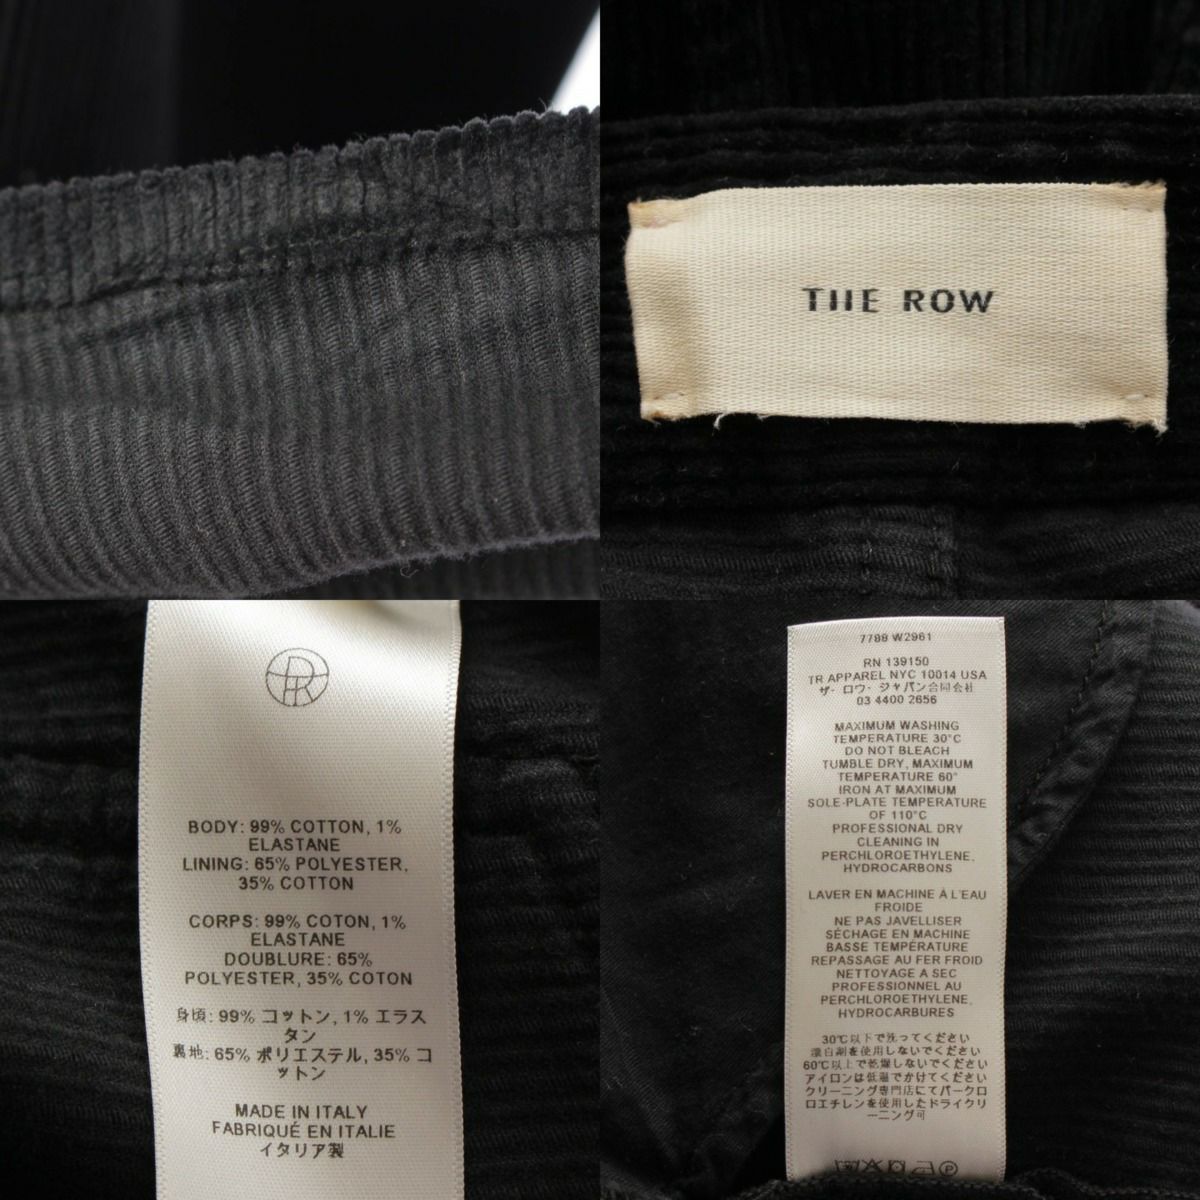 THE ROW
BODY: 99% COTTON, 1%
ELASTANE
LINING: 65% POLYESTER,
35% COTTON
CORPS: 99% COTON, 1%
ELASTANE
DOUBLURE: 65%
POLYESTER, 35% COTON
身頃: 99% コットン, 1% エラス
タン
裏地: 65% ポリエステル, 35% コ
ットン
MADE IN ITALY
FABRIQUÉ EN ITALIE
イタリア製
7788 W2961
RN 139150
TR APPAREL NYC 10014 USA
ザ・ロウ・ジャパン合同会社
03 4400 2656
MAXIMUM WASHING
TEMPERATURE 30°C
DO NOT BLEACH
TUMBLE DRY, MAXIMUM
TEMPERATURE 60°
IRON AT MAXIMUM
SOLE-PLATE TEMPERATURE
OF 110°C
PROFESSIONAL DRY
CLEANING IN
PERCHLOROETHYLENE,
HYDROCARBONS
LAVER EN MACHINE À L'EAU
FROIDE
NE PAS JAVELLISER
SÉCHAGE EN MACHINE
BASSE TEMPÉRATURE
REPASSAGE AU FER FROID
NETTOYAGE A SEC
PROFESSIONNEL AU
PERCHLOROETHYLENE,
HYDROCARBURES
30℃以下で洗ってください
漂白剤を使用しないでください
60℃以上で乾燥しないでください
アイロンは低温でかけてください
クリーニング専門店にてパークロ
ロエチレンを使用したドライクリ
ーニング可